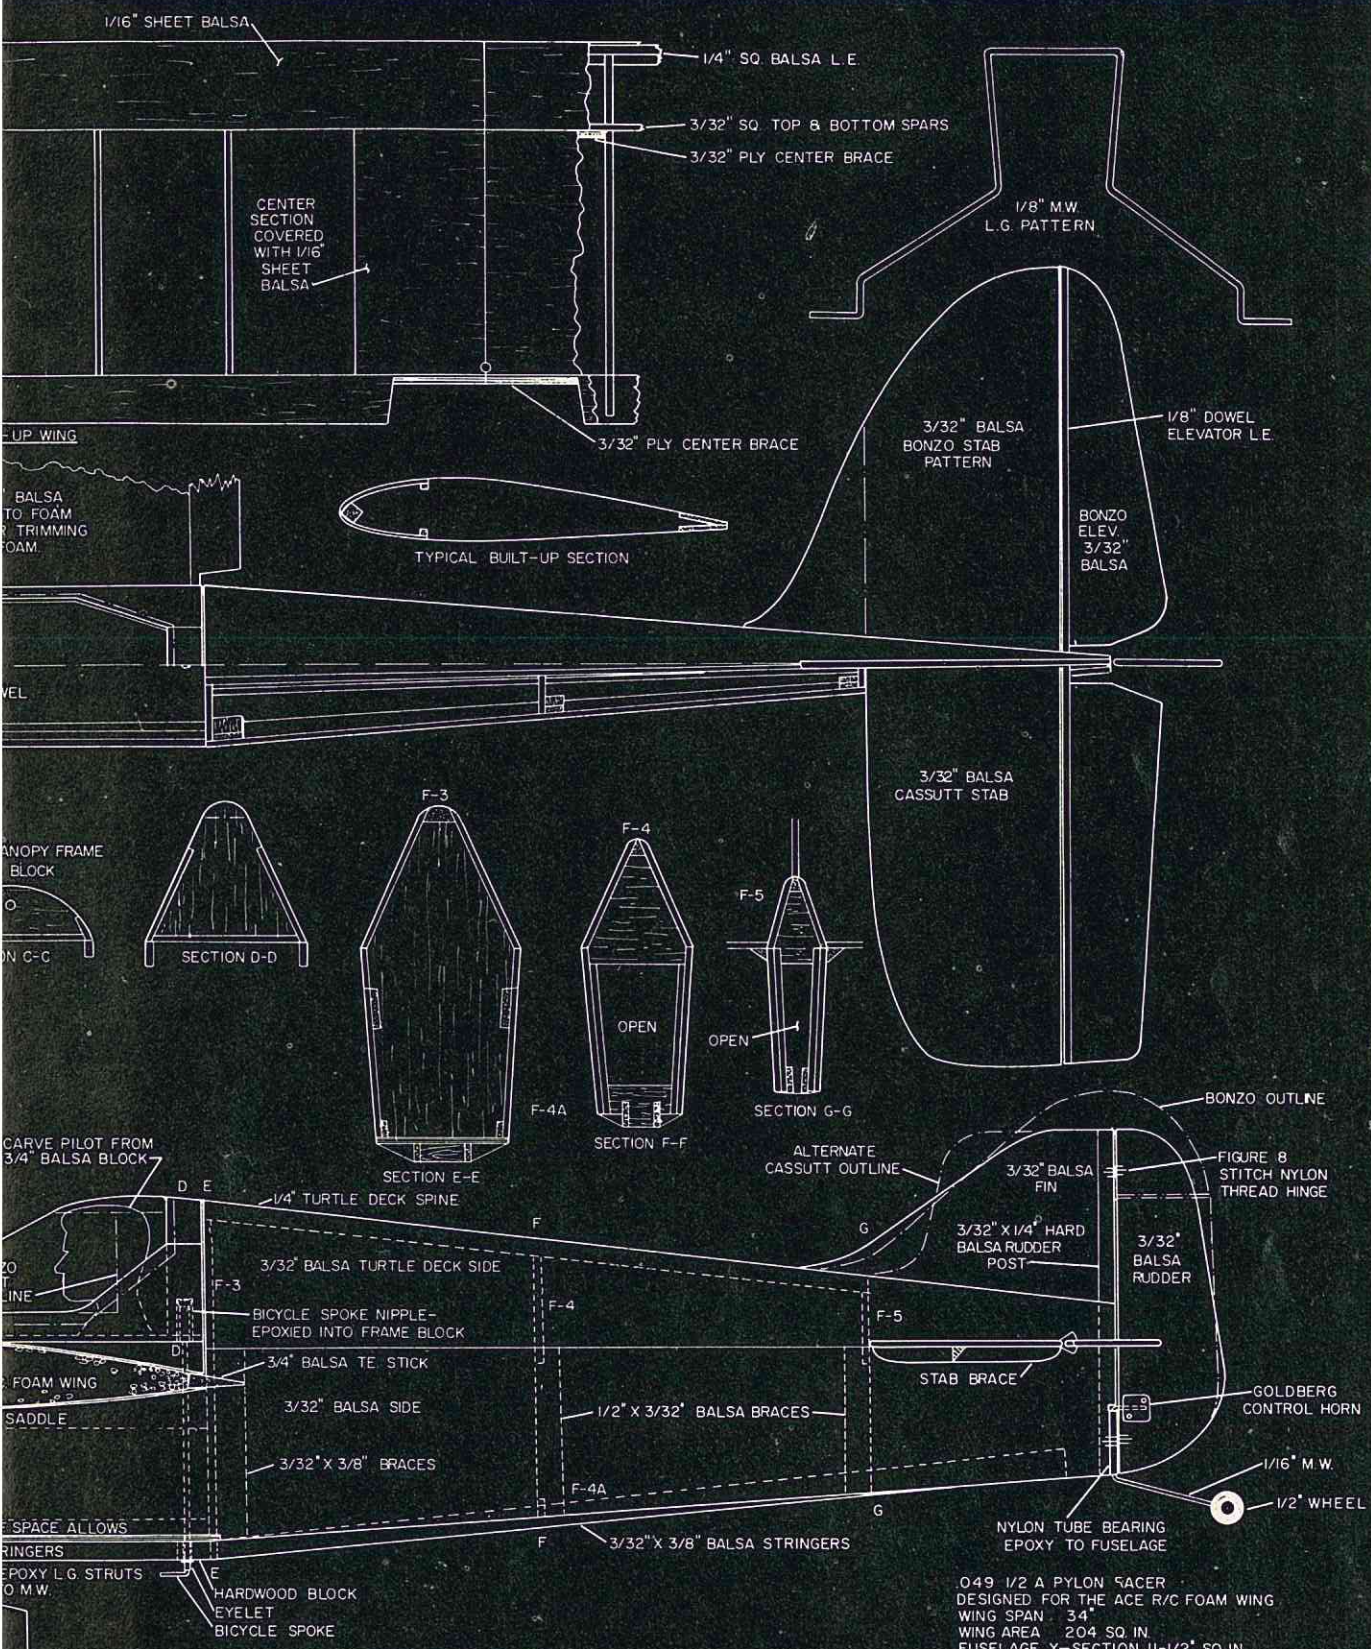 1/16" SHEET BALSA
1/4" SQ. BALSA L.E.
3/32" SQ. TOP & BOTTOM SPARS
3/32" PLY CENTER BRACE
CENTER
SECTION
COVERED
WITH 1/16"
SHEET
BALSA
1/8" M.W.
L.G. PATTERN
-UP WING
3/32" PLY CENTER BRACE
3/32" BALSA
BONZO STAB
PATTERN
1/8" DOWEL
ELEVATOR L.E.
BALSA
TO FOAM
TRIMMING
FOAM.
TYPICAL BUILT-UP SECTION
BONZO
ELEV.
3/32"
BALSA
3/32" BALSA
CASSUTT STAB
F-3
F-4
F-5
CANOPY FRAME
BLOCK
C-C
SECTION D-D
OPEN
OPEN
F-4A
SECTION E-E
SECTION F-F
SECTION G-G
BONZO OUTLINE
CARVE PILOT FROM
3/4" BALSA BLOCK
ALTERNATE
CASSUTT OUTLINE
3/32" BALSA
FIN
FIGURE 8
STITCH NYLON
THREAD HINGE
D E
1/4" TURTLE DECK SPINE
F
G
3/32" X 1/4" HARD
BALSA RUDDER
POST
3/32"
BALSA
RUDDER
3/32" BALSA TURTLE DECK SIDE
F-3
F-4
F-5
BICYCLE SPOKE NIPPLE-
EPOXIED INTO FRAME BLOCK
D
3/4" BALSA TE STICK
FOAM WING
STAB BRACE
SADDLE
3/32" BALSA SIDE
1/2" X 3/32" BALSA BRACES
GOLDBERG
CONTROL HORN
3/32" X 3/8" BRACES
1/16" M.W.
F-4A
G
1/2" WHEEL
SPACE ALLOWS
F
3/32" X 3/8" BALSA STRINGERS
NYLON TUBE BEARING
EPOXY TO FUSELAGE
EPOXY L.G. STRUTS
M.W.
E
HARDWOOD BLOCK
EYELET
BICYCLE SPOKE
.049 1/2 A PYLON RACER
DESIGNED FOR THE ACE R/C FOAM WING
WING SPAN 34"
WING AREA 204 SQ. IN.
FUSELAGE X-SECTION 11-1/2" SQ. IN.